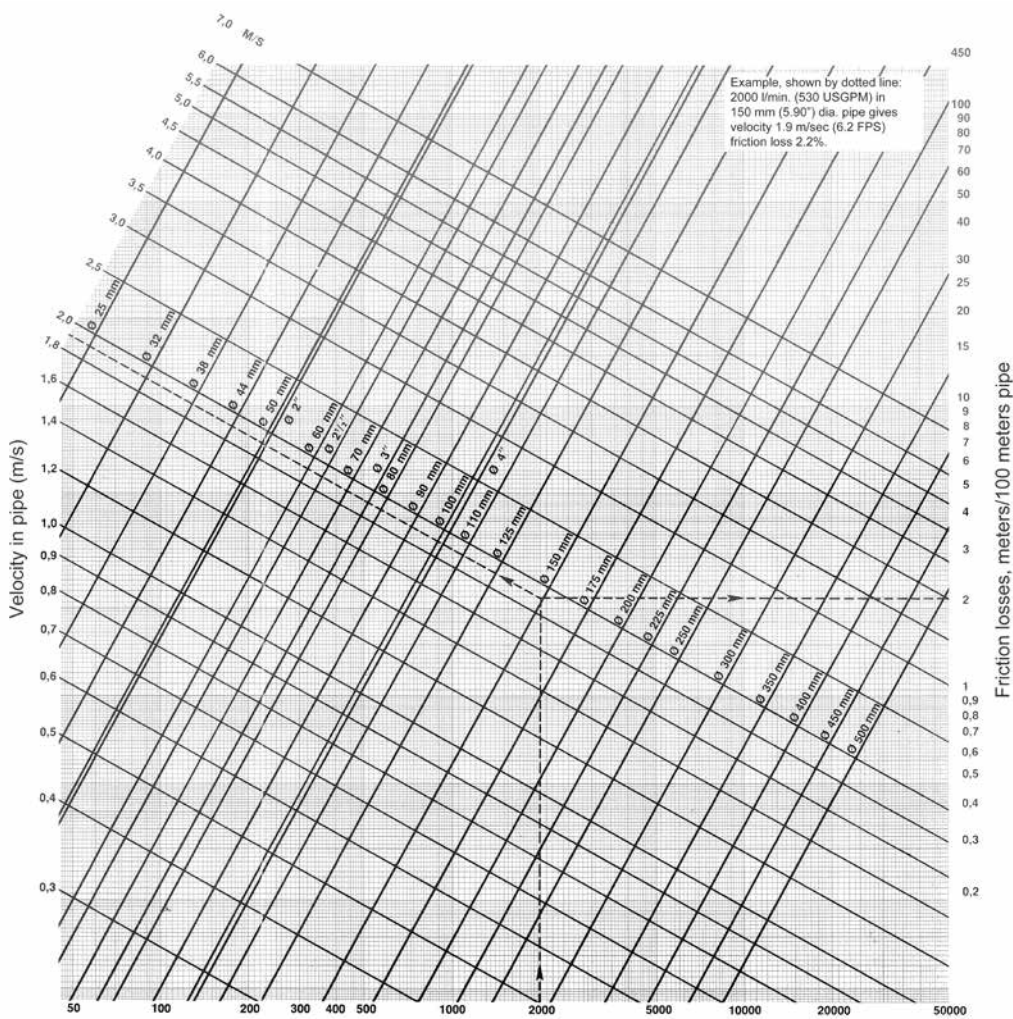 7,0 M/S
6,0
5,5
5,0
4,5
4,0
3,5
3,0
2,5
2,0
1,8
1,6
1,4
1,2
1,0
0,9
0,8
0,7
0,6
0,5
0,4
0,3
Velocity in pipe (m/s)
Example, shown by dotted line:
2000 l/min. (530 USGPM) in
150 mm (5.90") dia. pipe gives
velocity 1.9 m/sec (6.2 FPS)
friction loss 2.2%.
Ø 25 mm
Ø 32 mm
Ø 38 mm
Ø 44 mm
Ø 50 mm
Ø 2"
Ø 60 mm
Ø 2½"
Ø 70 mm
Ø 3"
Ø 80 mm
Ø 90 mm
Ø 100 mm
Ø 110 mm
Ø 4"
Ø 125 mm
Ø 150 mm
Ø 175 mm
Ø 200 mm
Ø 225 mm
Ø 250 mm
Ø 300 mm
Ø 350 mm
Ø 400 mm
Ø 450 mm
Ø 500 mm
450
100
90
80
70
60
50
40
30
25
20
15
10
9
8
7
6
5
4
3
2
1
0,9
0,8
0,7
0,6
0,5
0,4
0,3
0,2
Friction losses, meters/100 meters pipe
50 100 200 300 400 500 1000 2000 5000 10000 20000 50000